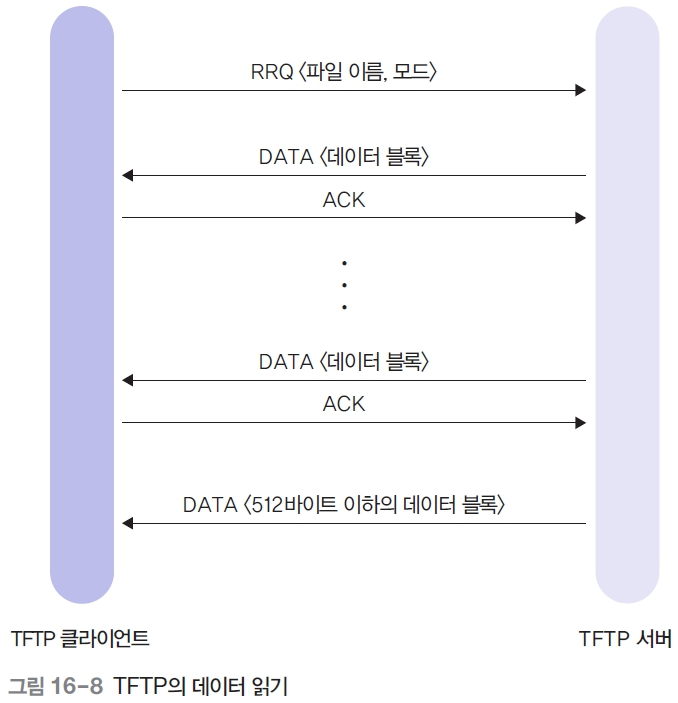 RRQ 〈파일 이름, 모드〉
DATA 〈데이터 블록〉
ACK
DATA 〈데이터 블록〉
ACK
DATA 〈512바이트 이하의 데이터 블록〉
TFTP 클라이언트
TFTP 서버
그림 16-8 TFTP의 데이터 읽기